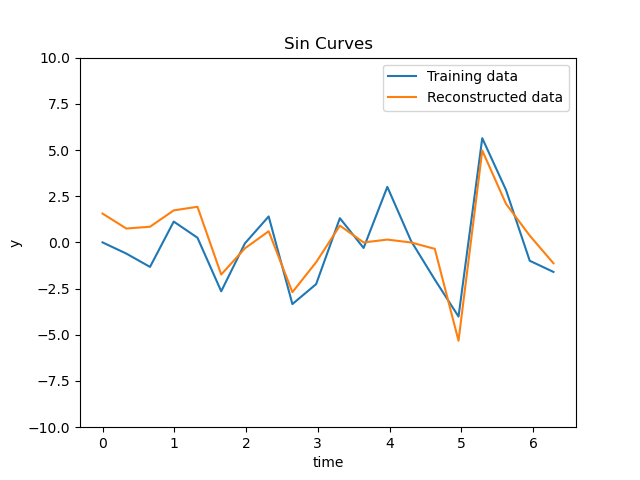 Sin Curves
Training data
Reconstructed data
10.0
7.5
5.0
2.5
0.0
−2.5
−5.0
−7.5
−10.0
y
0 1 2 3 4 5 6
time